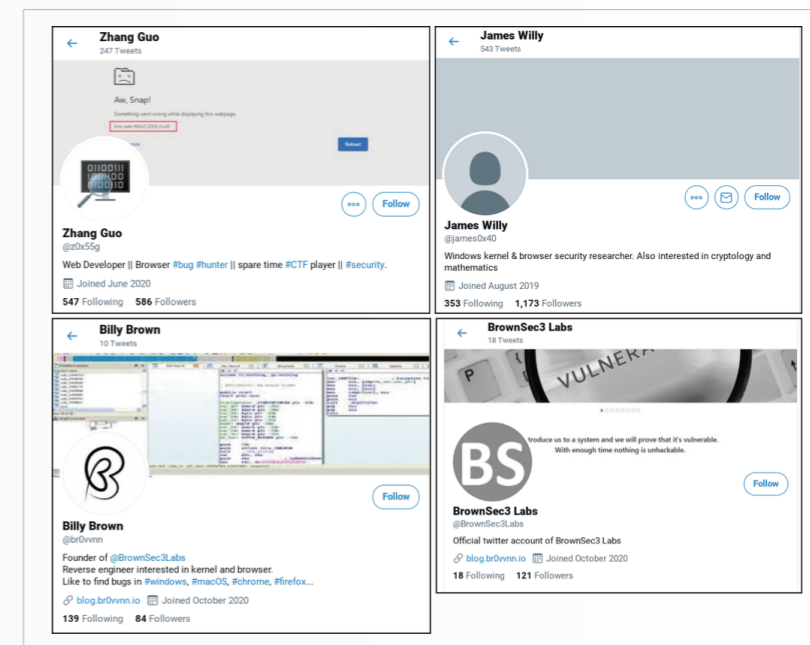 Zhang Guo
247 Tweets
Aw, Snap!
Something went wrong while displaying the webpage.
Reload
Follow
Zhang Guo
@z0x55g
Web Developer || Browser #bug #hunter || spare time #CTF player || #security.
Joined June 2020
547 Following 586 Followers
James Willy
543 Tweets
Follow
James Willy
@james0x40
Windows kernel & browser security researcher. Also interested in cryptology and
mathematics
Joined August 2019
353 Following 1,173 Followers
Billy Brown
10 Tweets
Follow
Billy Brown
@br0vvnn
Founder of @BrownSec3Labs
Reverse engineer interested in kernel and browser.
Like to find bugs in #windows, #macOS, #chrome, #firefox...
blog.br0vvnn.io Joined October 2020
139 Following 84 Followers
BrownSec3 Labs
18 Tweets
VULNERA
troduce us to a system and we will prove that it's vulnerable.
With enough time nothing is unhackable.
BS
Follow
BrownSec3 Labs
@BrownSec3Labs
Official twitter account of BrownSec3 Labs
blog.br0vvnn.io Joined October 2020
18 Following 121 Followers